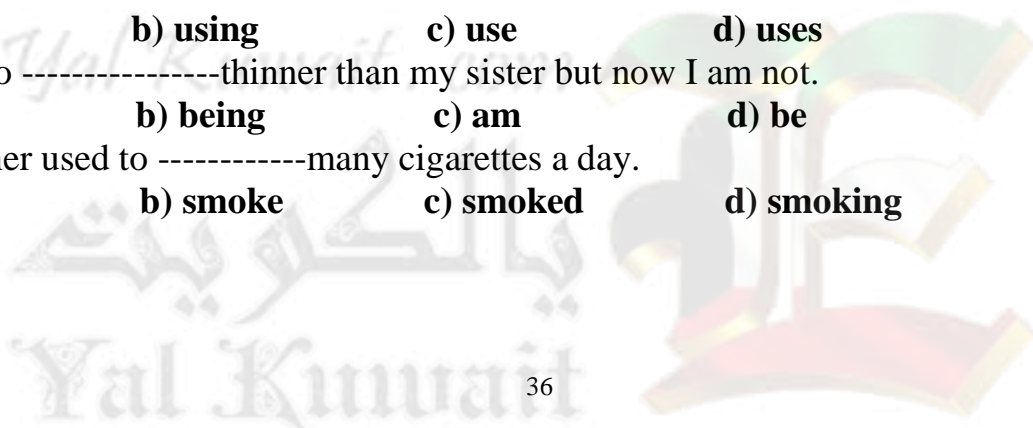 b) using c) use d) uses
o ----------------thinner than my sister but now I am not.
b) being c) am d) be
er used to ------------many cigarettes a day.
b) smoke c) smoked d) smoking
يالكويت
Yal Kuwait
36